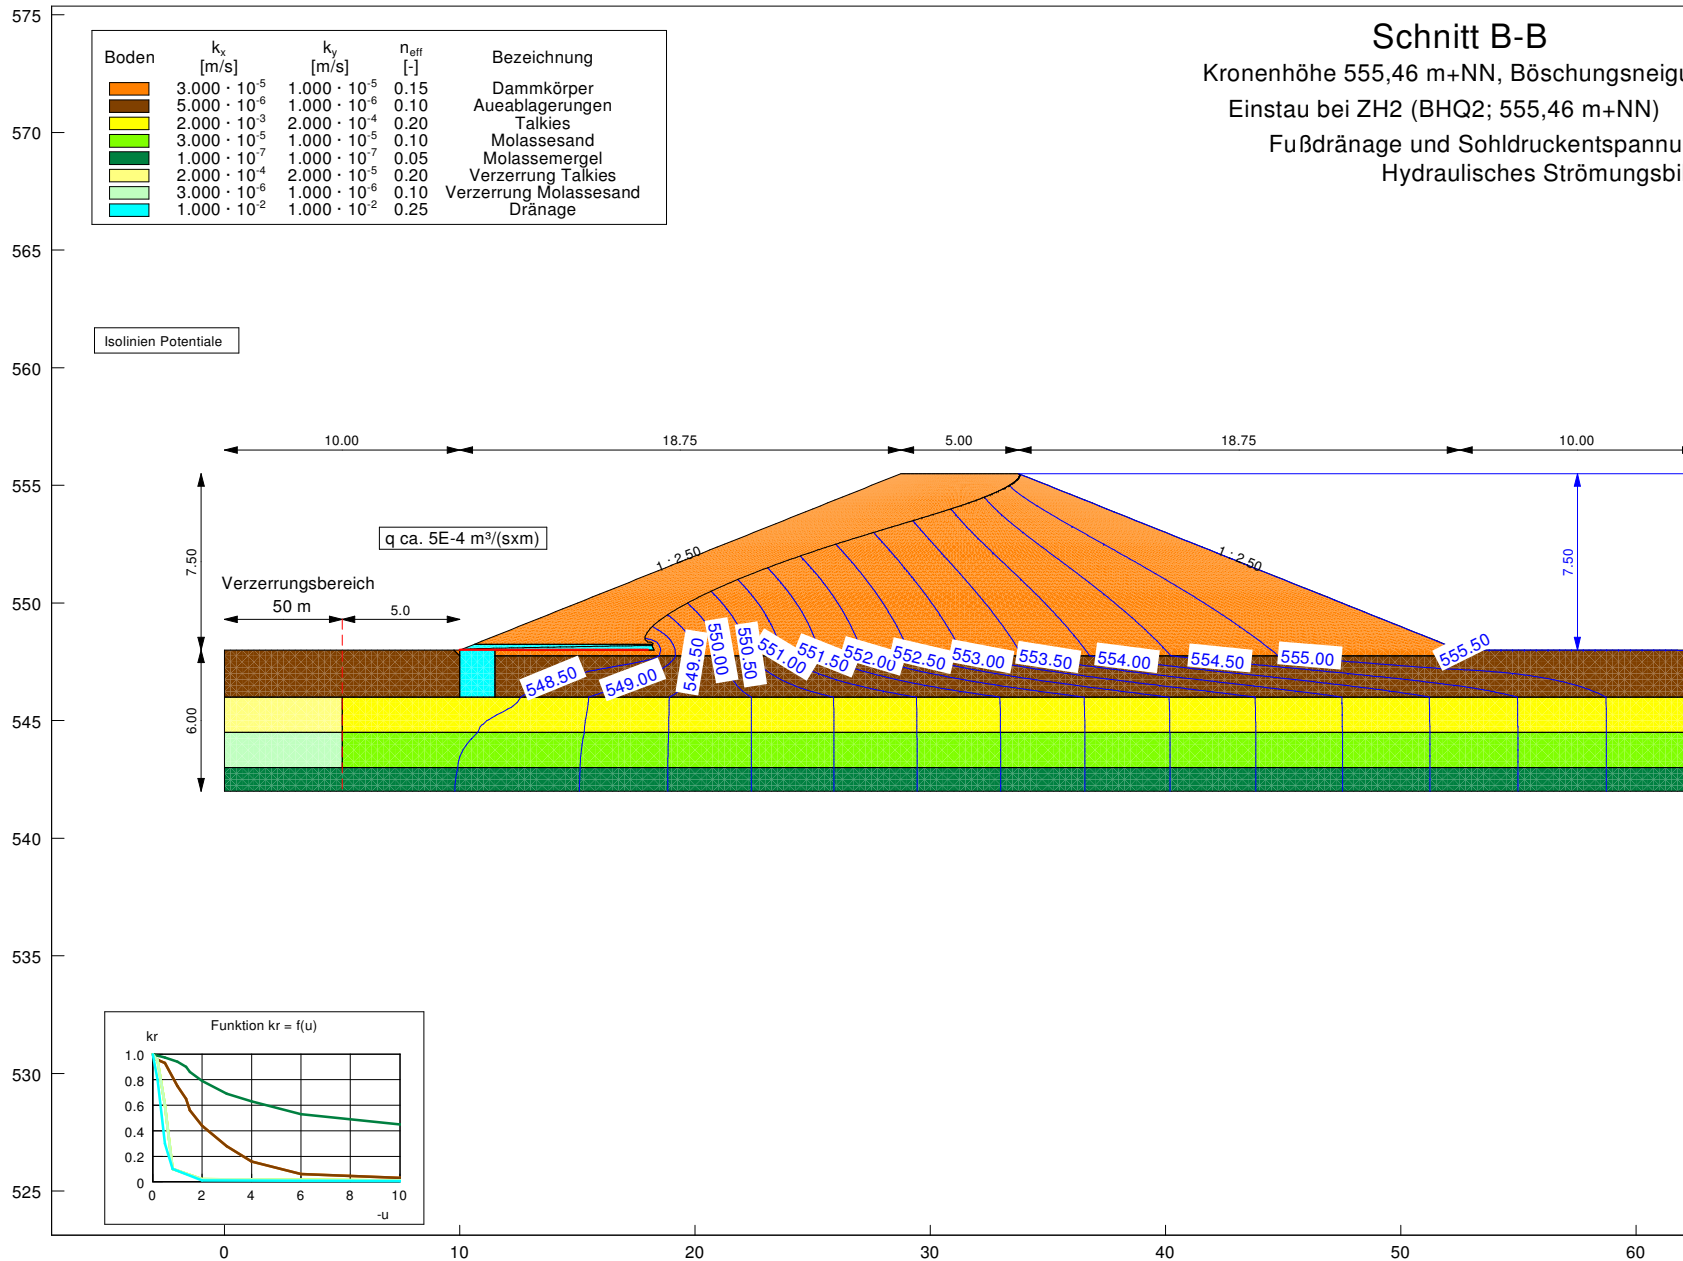 Schnitt B-B
Kronenhöhe 555,46 m+NN, Böschungsneigu
Einstau bei ZH2 (BHQ2; 555,46 m+NN)
Fußdränage und Sohldruckentspannu
Hydraulisches Strömungsbi
Boden kx [m/s] ky [m/s] neff [-] Bezeichnung
3.000 · 10-5 1.000 · 10-5 0.15 Dammkörper
5.000 · 10-6 1.000 · 10-6 0.10 Aueablagerungen
2.000 · 10-3 2.000 · 10-4 0.20 Talkies
3.000 · 10-5 1.000 · 10-5 0.10 Molassesand
1.000 · 10-7 1.000 · 10-7 0.05 Molassemergel
2.000 · 10-4 2.000 · 10-5 0.20 Verzerrung Talkies
3.000 · 10-6 1.000 · 10-6 0.10 Verzerrung Molassesand
1.000 · 10-2 1.000 · 10-2 0.25 Dränage
Isolinien Potentiale
575
570
565
560
555
550
545
540
535
530
525
10.00 18.75 5.00 18.75 10.00
7.50
6.00
q ca. 5E-4 m³/(sxm)
1 : 2.50
1 : 2.50
7.50
Verzerrungsbereich
50 m 5.0
548.50 549.00 549.50 550.00 550.50 551.00 551.50 552.00 552.50 553.00 553.50 554.00 554.50 555.00 555.50
Funktion kr = f(u)
kr
1.0
0.8
0.6
0.4
0.2
0
0 2 4 6 8 10
-u
0 10 20 30 40 50 60